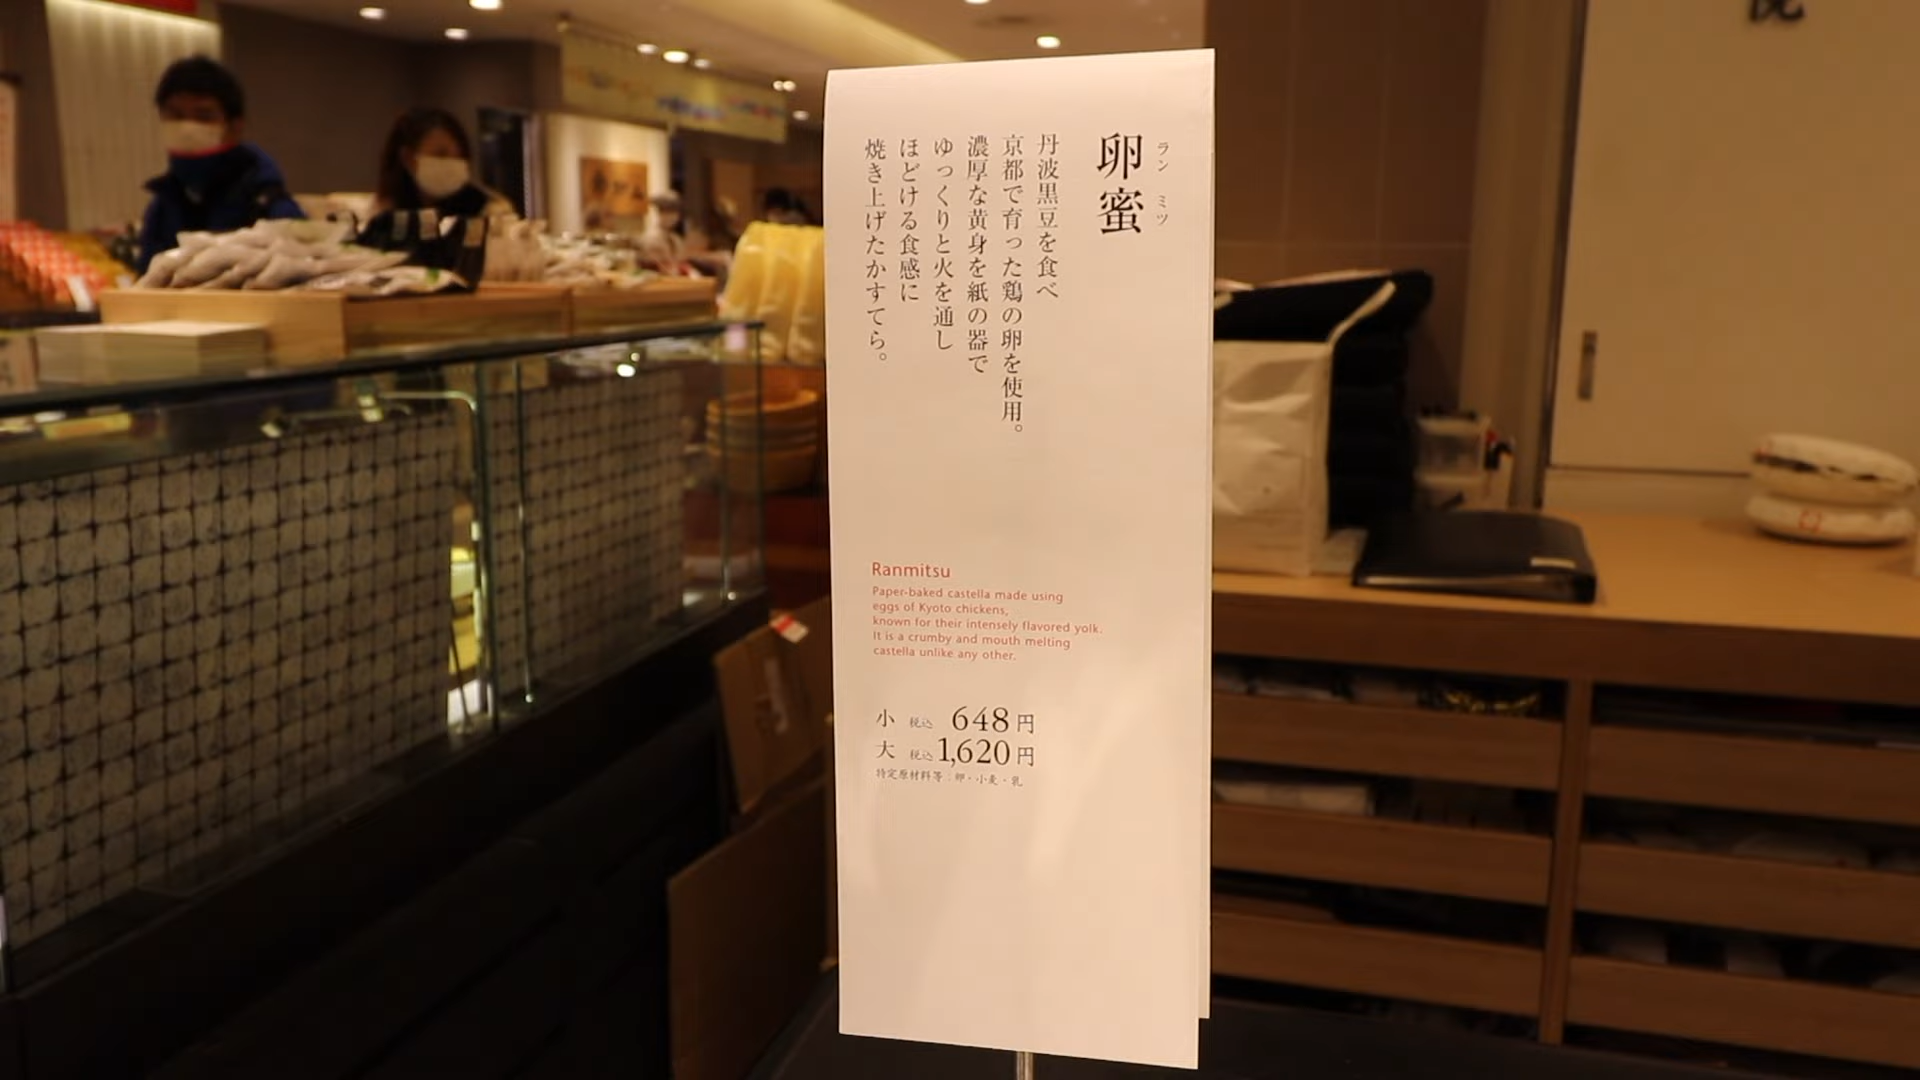 卵蜜
ラン ミツ
丹波黒豆を食べ
京都で育った鶏の卵を使用。
濃厚な黄身を紙の器で
ゆっくりと火を通し
ほどける食感に
焼き上げたかすてら。
Ranmitsu
Paper-baked castella made using
eggs of Kyoto chickens,
known for their intensely flavored yolk.
It is a crumby and mouth melting
castella unlike any other.
小 税込 648円
大 税込 1,620円
特定原材料等：卵・小麦・乳